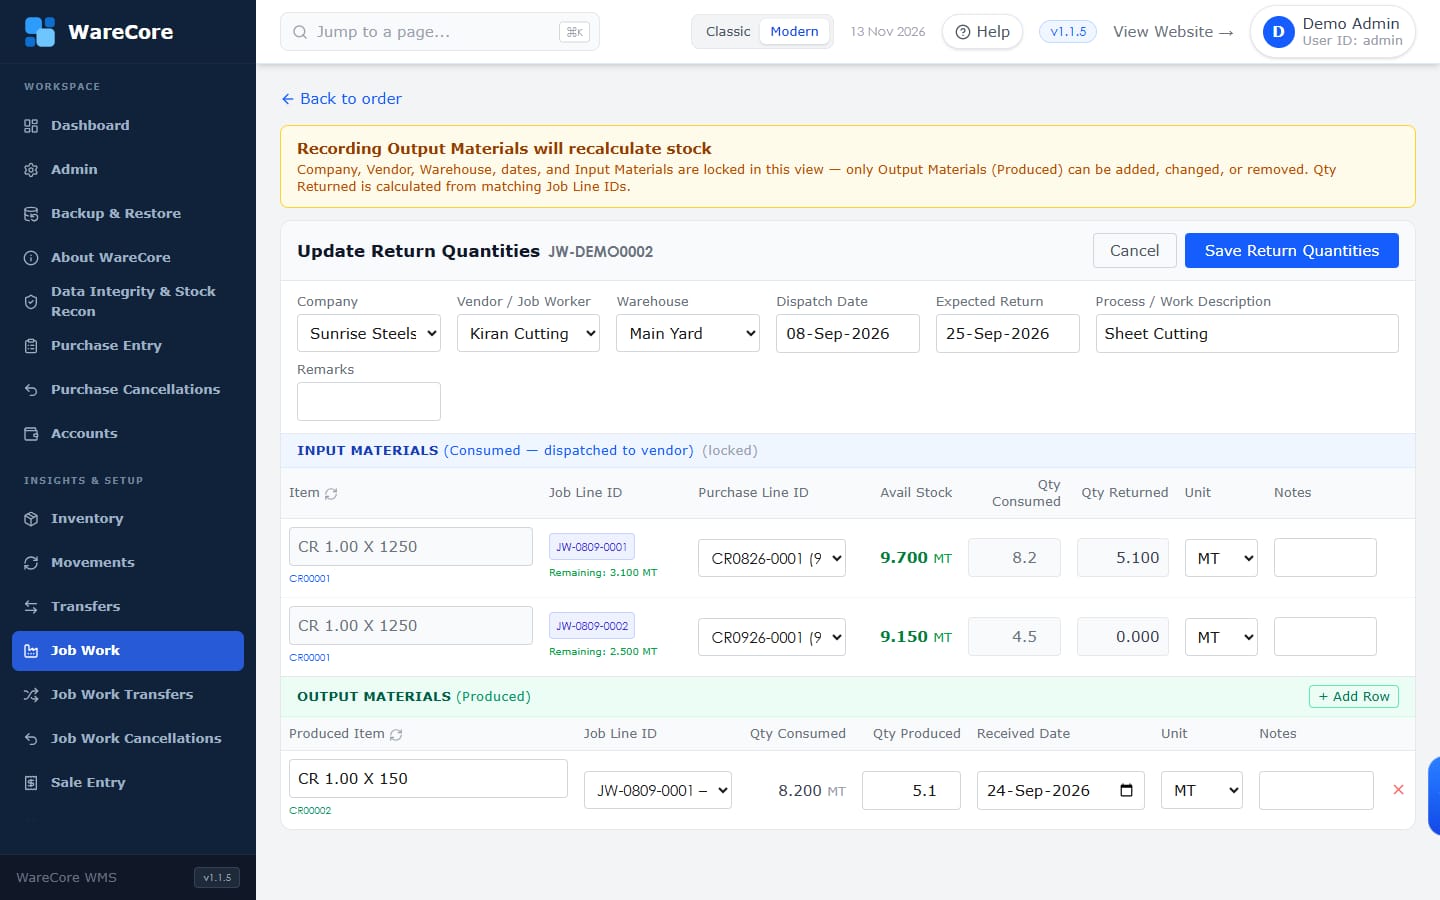 WareCore
Jump to a page...
⌘K
Classic
Modern
13 Nov 2026
Help
v1.1.5
View Website →
D
Demo Admin
User ID: admin
WORKSPACE
Dashboard
Admin
Backup & Restore
About WareCore
Data Integrity & Stock
Recon
Purchase Entry
Purchase Cancellations
Accounts
INSIGHTS & SETUP
Inventory
Movements
Transfers
Job Work
Job Work Transfers
Job Work Cancellations
Sale Entry
WareCore WMS
v1.1.5
← Back to order
Recording Output Materials will recalculate stock
Company, Vendor, Warehouse, dates, and Input Materials are locked in this view — only Output Materials (Produced) can be added, changed, or removed. Qty
Returned is calculated from matching Job Line IDs.
Update Return Quantities JW-DEMO0002
Cancel
Save Return Quantities
Company
Vendor / Job Worker
Warehouse
Dispatch Date
Expected Return
Process / Work Description
Sunrise Steels
Kiran Cutting
Main Yard
08-Sep-2026
25-Sep-2026
Sheet Cutting
Remarks
INPUT MATERIALS (Consumed — dispatched to vendor) (locked)
Item
Job Line ID
Purchase Line ID
Avail Stock
Qty
Consumed
Qty Returned
Unit
Notes
CR 1.00 X 1250
CR00001
JW-0809-0001
Remaining: 3.100 MT
CR0826-0001 (9
9.700 MT
8.2
5.100
MT
CR 1.00 X 1250
CR00001
JW-0809-0002
Remaining: 2.500 MT
CR0926-0001 (9
9.150 MT
4.5
0.000
MT
OUTPUT MATERIALS (Produced)
+ Add Row
Produced Item
Job Line ID
Qty Consumed
Qty Produced
Received Date
Unit
Notes
CR 1.00 X 150
CR00002
JW-0809-0001 —
8.200 MT
5.1
24-Sep-2026
MT
×